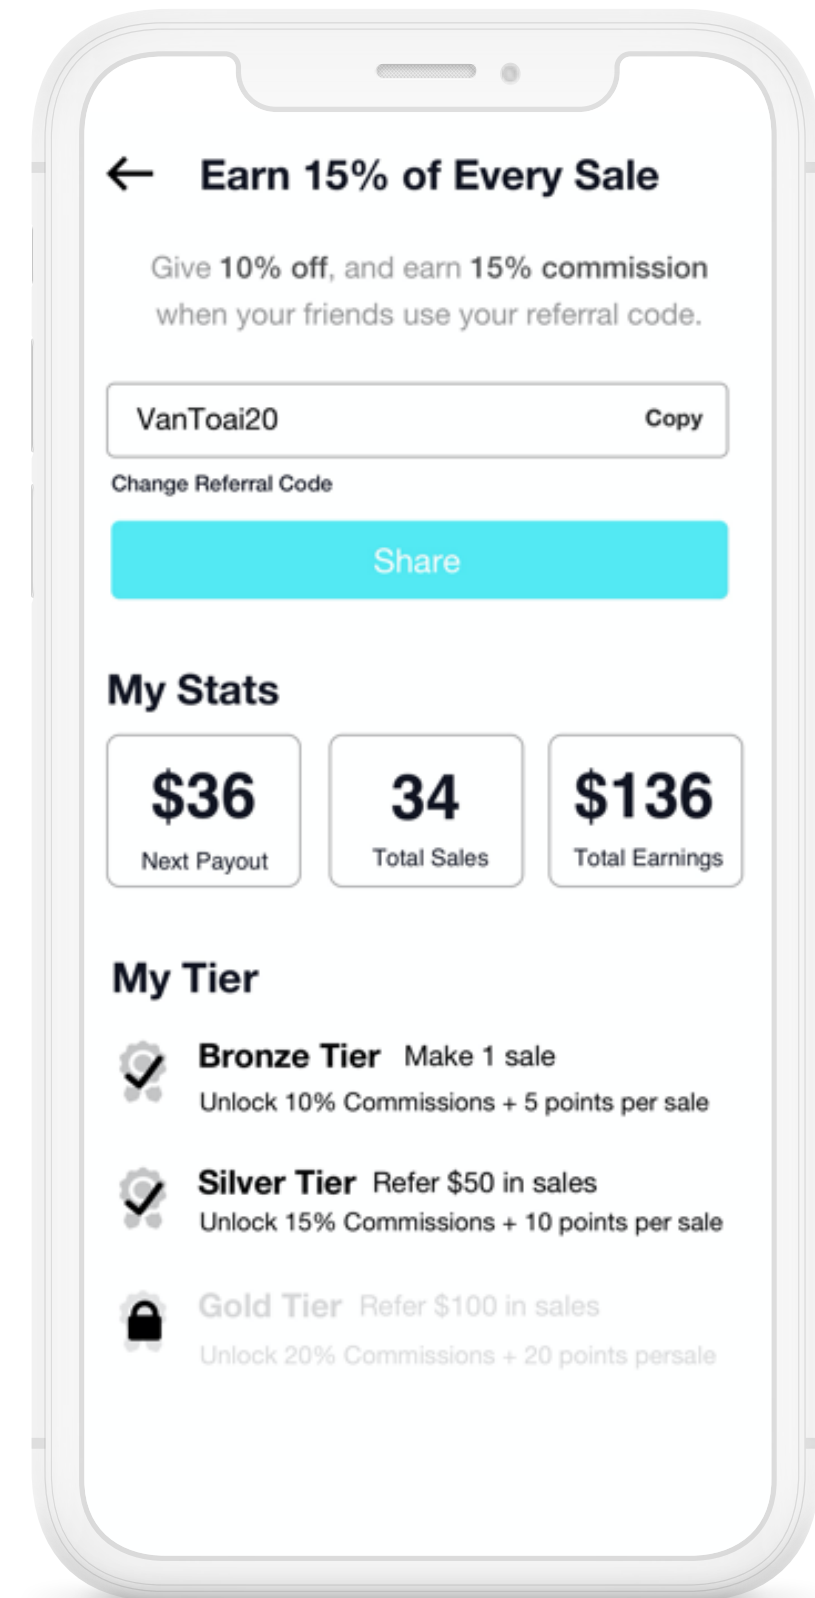 Earn 15% of Every Sale
Give 10% off, and earn 15% commission
when your friends use your referral code.
VanToai20 Copy
Change Referral Code
Share
My Stats
$36 34 $136
Next Payout Total Sales Total Earnings
My Tier
Bronze Tier Make 1 sale
Unlock 10% Commissions + 5 points per sale
Silver Tier Refer $50 in sales
Unlock 15% Commissions + 10 points per sale
Gold Tier Refer $100 in sales
Unlock 20% Commissions + 20 points persale